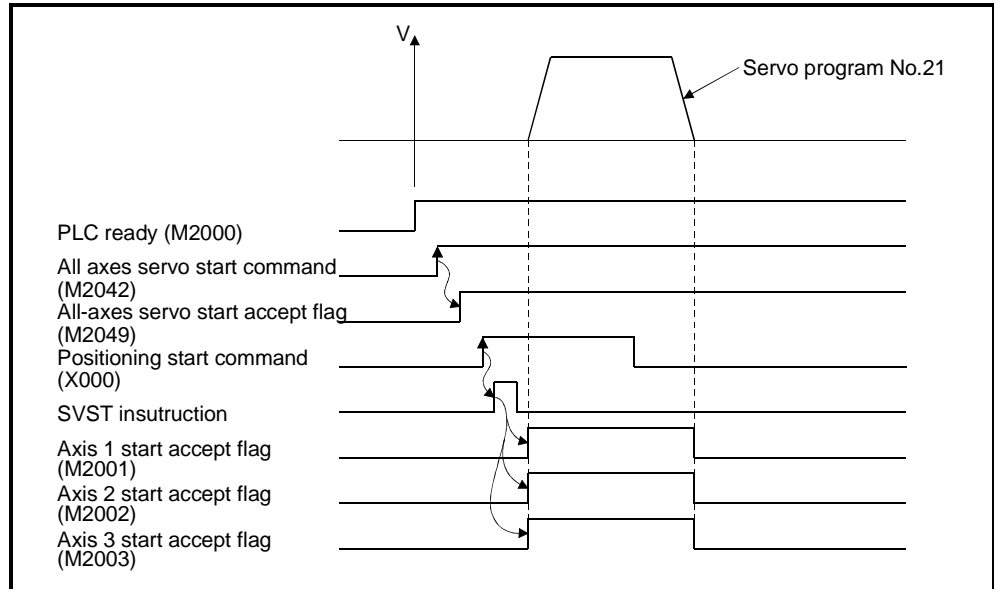 V
Servo program No.21
PLC ready (M2000)
All axes servo start command
(M2042)
All-axes servo start accept flag
(M2049)
Positioning start command
(X000)
SVST insutruction
Axis 1 start accept flag
(M2001)
Axis 2 start accept flag
(M2002)
Axis 3 start accept flag
(M2003)